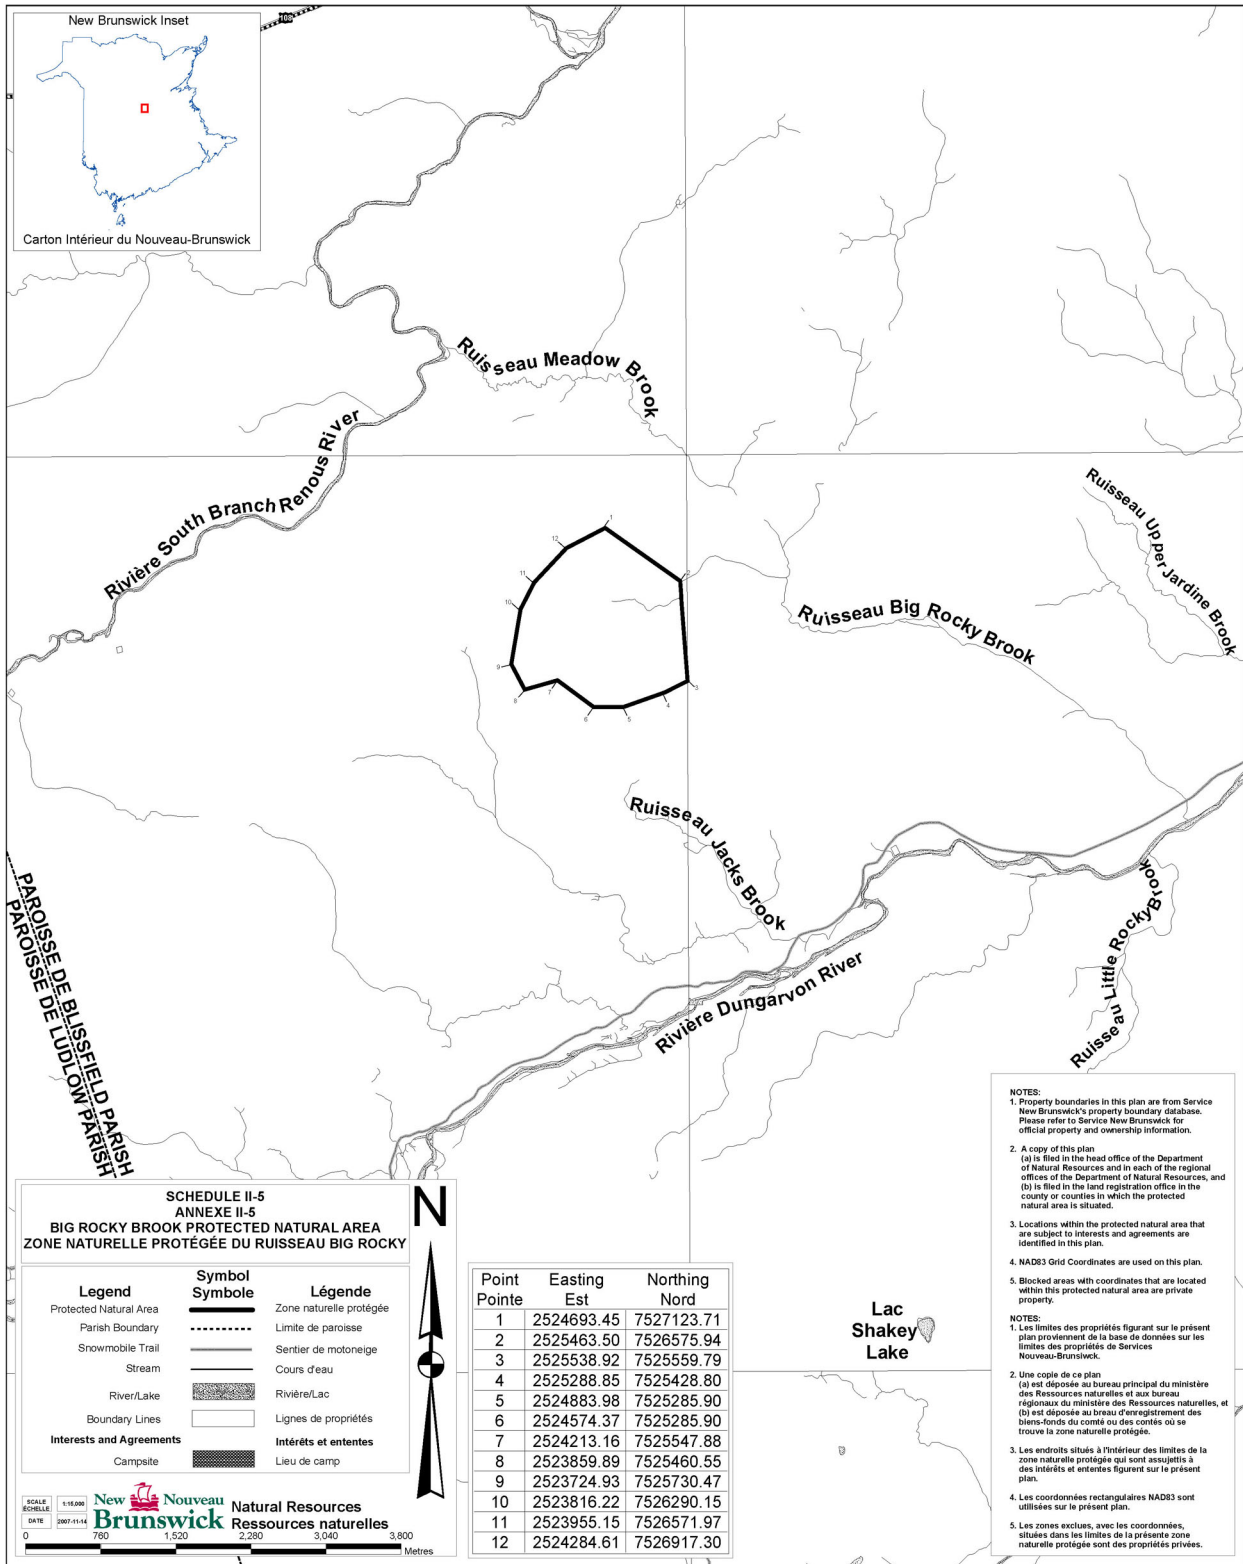 New Brunswick Inset
Carton Intérieur du Nouveau-Brunswick
108
Ruisseau Meadow Brook
Rivière South Branch Renous River
Ruisseau Upper Jardine Brook
Ruisseau Big Rocky Brook
1
2
3
4
5
6
7
8
9
10
11
12
Ruisseau Jacks Brook
Rivière Dungarvon River
Ruisseau Little Rocky Brook
PAROISSE DE BLISSFIELD PARISH
PAROISSE DE LUDLOW PARISH
Lac
Shakey
Lake
SCHEDULE II-5
ANNEXE II-5
BIG ROCKY BROOK PROTECTED NATURAL AREA
ZONE NATURELLE PROTÉGÉE DU RUISSEAU BIG ROCKY
N
Legend Symbol Symbole Légende
Protected Natural Area Zone naturelle protégée
Parish Boundary Limite de paroisse
Snowmobile Trail Sentier de motoneige
Stream Cours d'eau
River/Lake Rivière/Lac
Boundary Lines Lignes de propriétés
Interests and Agreements Intérêts et ententes
Campsite Lieu de camp
SCALE ÉCHELLE 1:15,000
DATE 2007-11-14
New Nouveau
Brunswick
Natural Resources
Ressources naturelles
0 760 1,520 2,280 3,040 3,800
Metres
Point Easting Northing
Pointe Est Nord
1 2524693.45 7527123.71
2 2525463.50 7526575.94
3 2525538.92 7525559.79
4 2525288.85 7525428.80
5 2524883.98 7525285.90
6 2524574.37 7525285.90
7 2524213.16 7525547.88
8 2523859.89 7525460.55
9 2523724.93 7525730.47
10 2523816.22 7526290.15
11 2523955.15 7526571.97
12 2524284.61 7526917.30
NOTES:
1. Property boundaries in this plan are from Service
New Brunswick's property boundary database.
Please refer to Service New Brunswick for
official property and ownership information.
2. A copy of this plan
(a) is filed in the head office of the Department
of Natural Resources and in each of the regional
offices of the Department of Natural Resources, and
(b) is filed in the land registration office in the
county or counties in which the protected
natural area is situated.
3. Locations within the protected natural area that
are subject to interests and agreements are
identified in this plan.
4. NAD83 Grid Coordinates are used on this plan.
5. Blocked areas with coordinates that are located
within this protected natural area are private
property.
NOTES:
1. Les limites des propriétés figurant sur le présent
plan proviennent de la base de données sur les
limites des propriétés de Services
Nouveau-Brunsiwck.
2. Une copie de ce plan
(a) est déposée au bureau principal du ministère
des Ressources naturelles et aux bureau
régionaux du ministère des Ressources naturelles, et
(b) est déposée au breau d'enregistrement des
biens-fonds du comté ou des contés où se
trouve la zone naturelle protégée.
3. Les endroits situés à l'intérieur des limites de la
zone naturelle protégée qui sont assujettis à
des intérêts et ententes figurent sur le présent
plan.
4. Les coordonnées rectangulaires NAD83 sont
utilisées sur le présent plan.
5. Les zones exclues, avec les coordonnées,
situées dans les limites de la présente zone
naturelle protégée sont des propriétés privées.